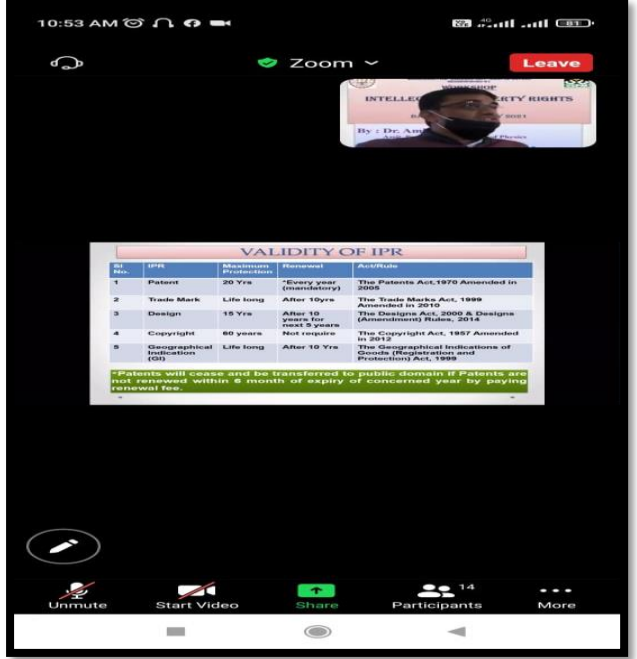 10:53 AM
4G
81
Zoom
Leave
WORKSHOP
INTELLE RTY RIGHTS
2021
By : Dr. Am
Physics
VALIDITY OF IPR
Sl No. IPR Maximum Protection Renewal Act/Rule
1 Patent 20 Yrs *Every year (mandatory) The Patents Act,1970 Amended in 2005
2 Trade Mark Life long After 10yrs The Trade Marks Act, 1999 Amended in 2010
3 Design 15 Yrs After 10 years for next 5 years The Designs Act, 2000 & Designs (Amendment) Rules, 2014
4 Copyright 60 years Not require The Copyright Act, 1957 Amended in 2012
5 Geographical Indication (GI) Life long After 10 Yrs The Geographical Indications of Goods (Registration and Protection) Act, 1999
*Patents will cease and be transferred to public domain if Patents are
not renewed within 6 month of expiry of concerned year by paying
renewal fee.
14
Unmute Start Video Share Participants More